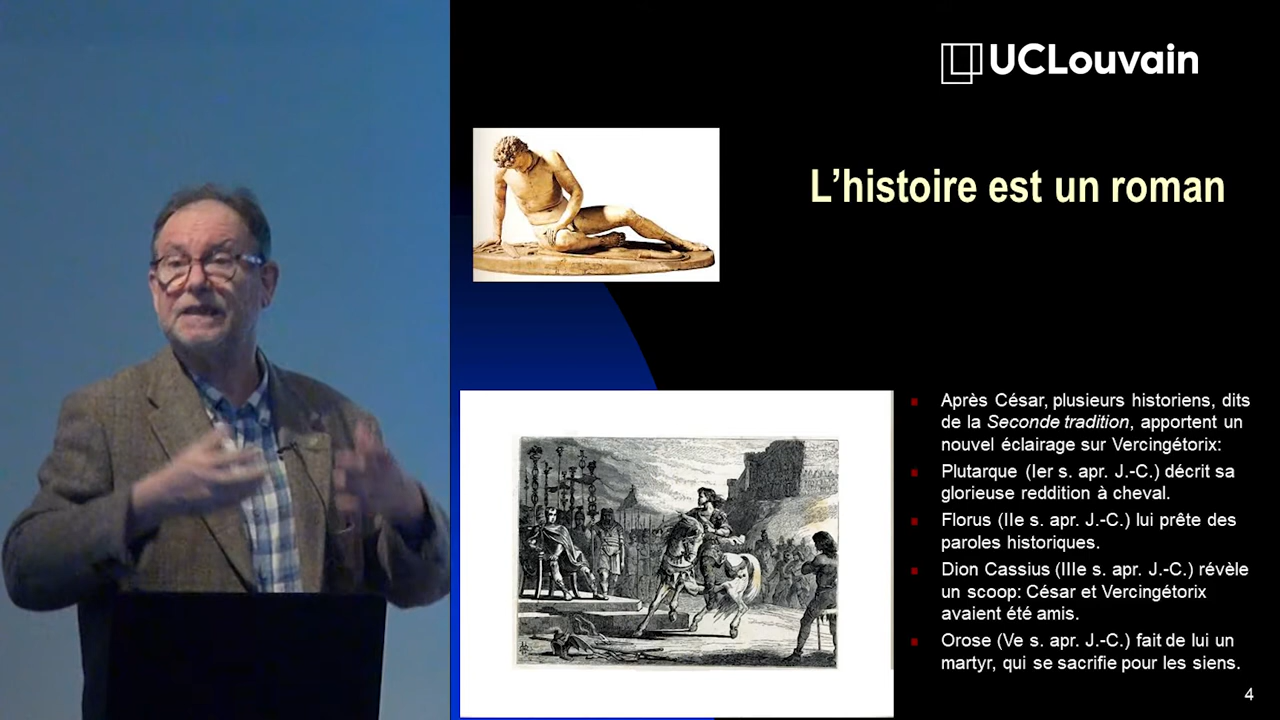 UCLouvain
L’histoire est un roman
Après César, plusieurs historiens, dits
de la Seconde tradition, apportent un
nouvel éclairage sur Vercingétorix:
Plutarque (Ier s. apr. J.-C.) décrit sa
glorieuse reddition à cheval.
Florus (IIe s. apr. J.-C.) lui prête des
paroles historiques.
Dion Cassius (IIIe s. apr. J.-C.) révèle
un scoop: César et Vercingétorix
avaient été amis.
Orose (Ve s. apr. J.-C.) fait de lui un
martyr, qui se sacrifie pour les siens.
4